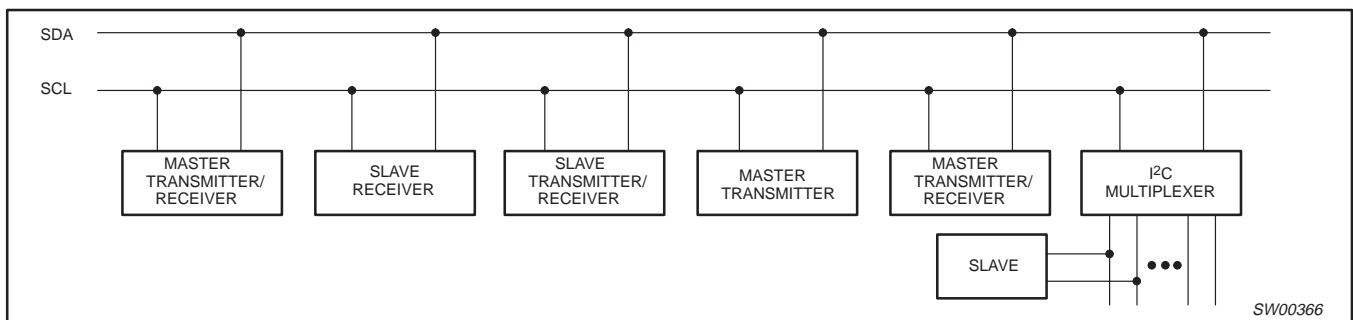 SDA
SCL
MASTER
TRANSMITTER/
RECEIVER
SLAVE
RECEIVER
SLAVE
TRANSMITTER/
RECEIVER
MASTER
TRANSMITTER
MASTER
TRANSMITTER/
RECEIVER
I²C
MULTIPLEXER
SLAVE
SW00366